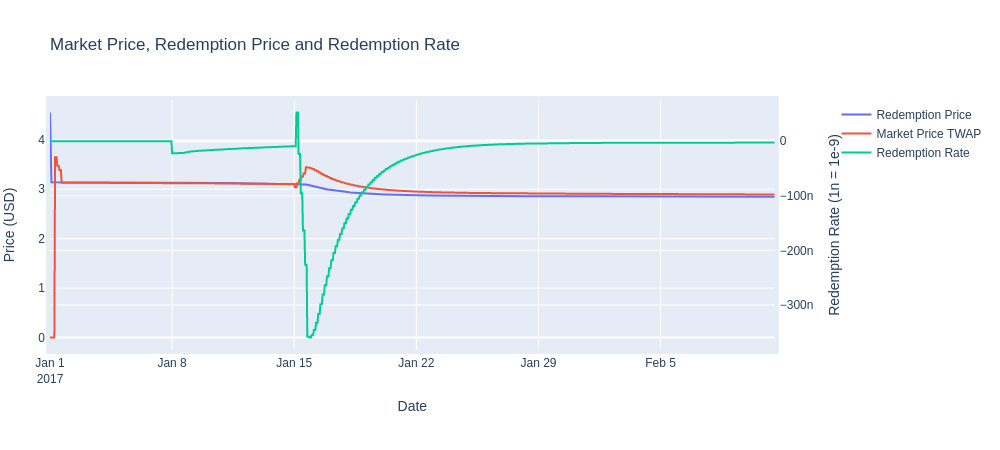 Market Price, Redemption Price and Redemption Rate
Redemption Price
Market Price TWAP
Redemption Rate
4
3
2
1
0
0
−100n
−200n
−300n
Price (USD)
Redemption Rate (1n = 1e-9)
Jan 1
2017
Jan 8
Jan 15
Jan 22
Jan 29
Feb 5
Date